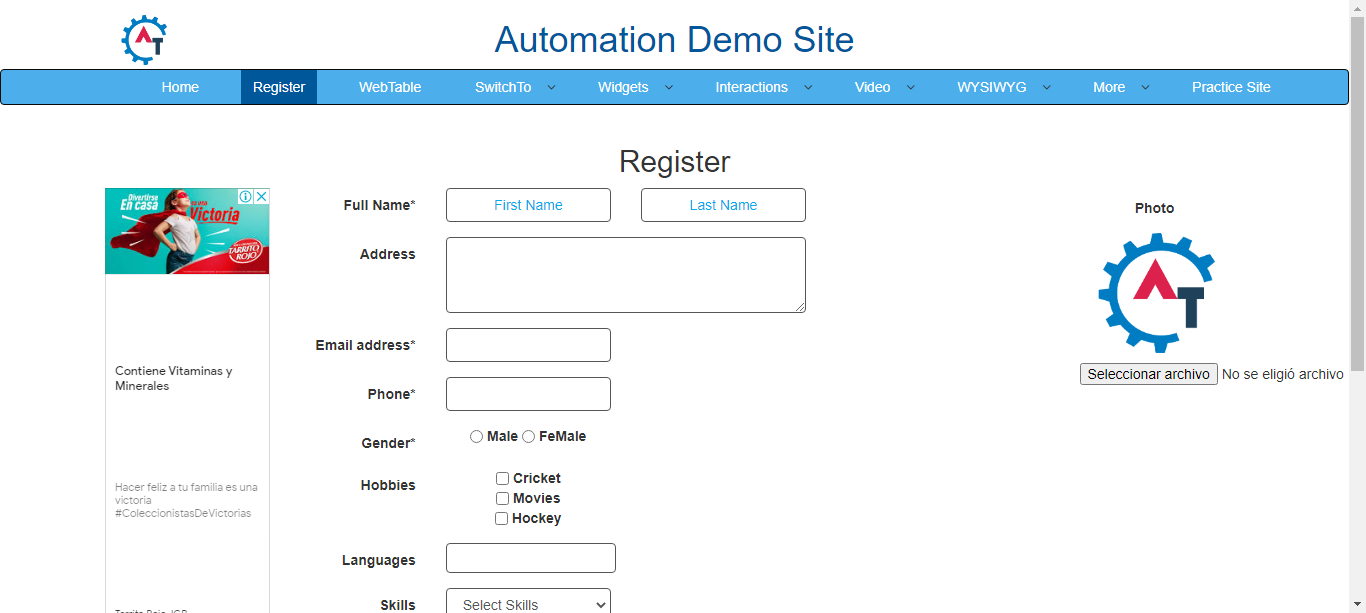 AT
Automation Demo Site
Home Register WebTable SwitchTo Widgets Interactions Video WYSIWYG More Practice Site
Register
Divertirse
En casa
es una
Victoria
TARRITO
ROJO
Contiene Vitaminas y
Minerales
Hacer feliz a tu familia es una
victoria
#ColeccionistasDeVictorias
Full Name* First Name Last Name
Address
Email address*
Phone*
Gender* Male FeMale
Hobbies Cricket
Movies
Hockey
Languages
Skills Select Skills
Photo
AT
Seleccionar archivo No se eligió archivo